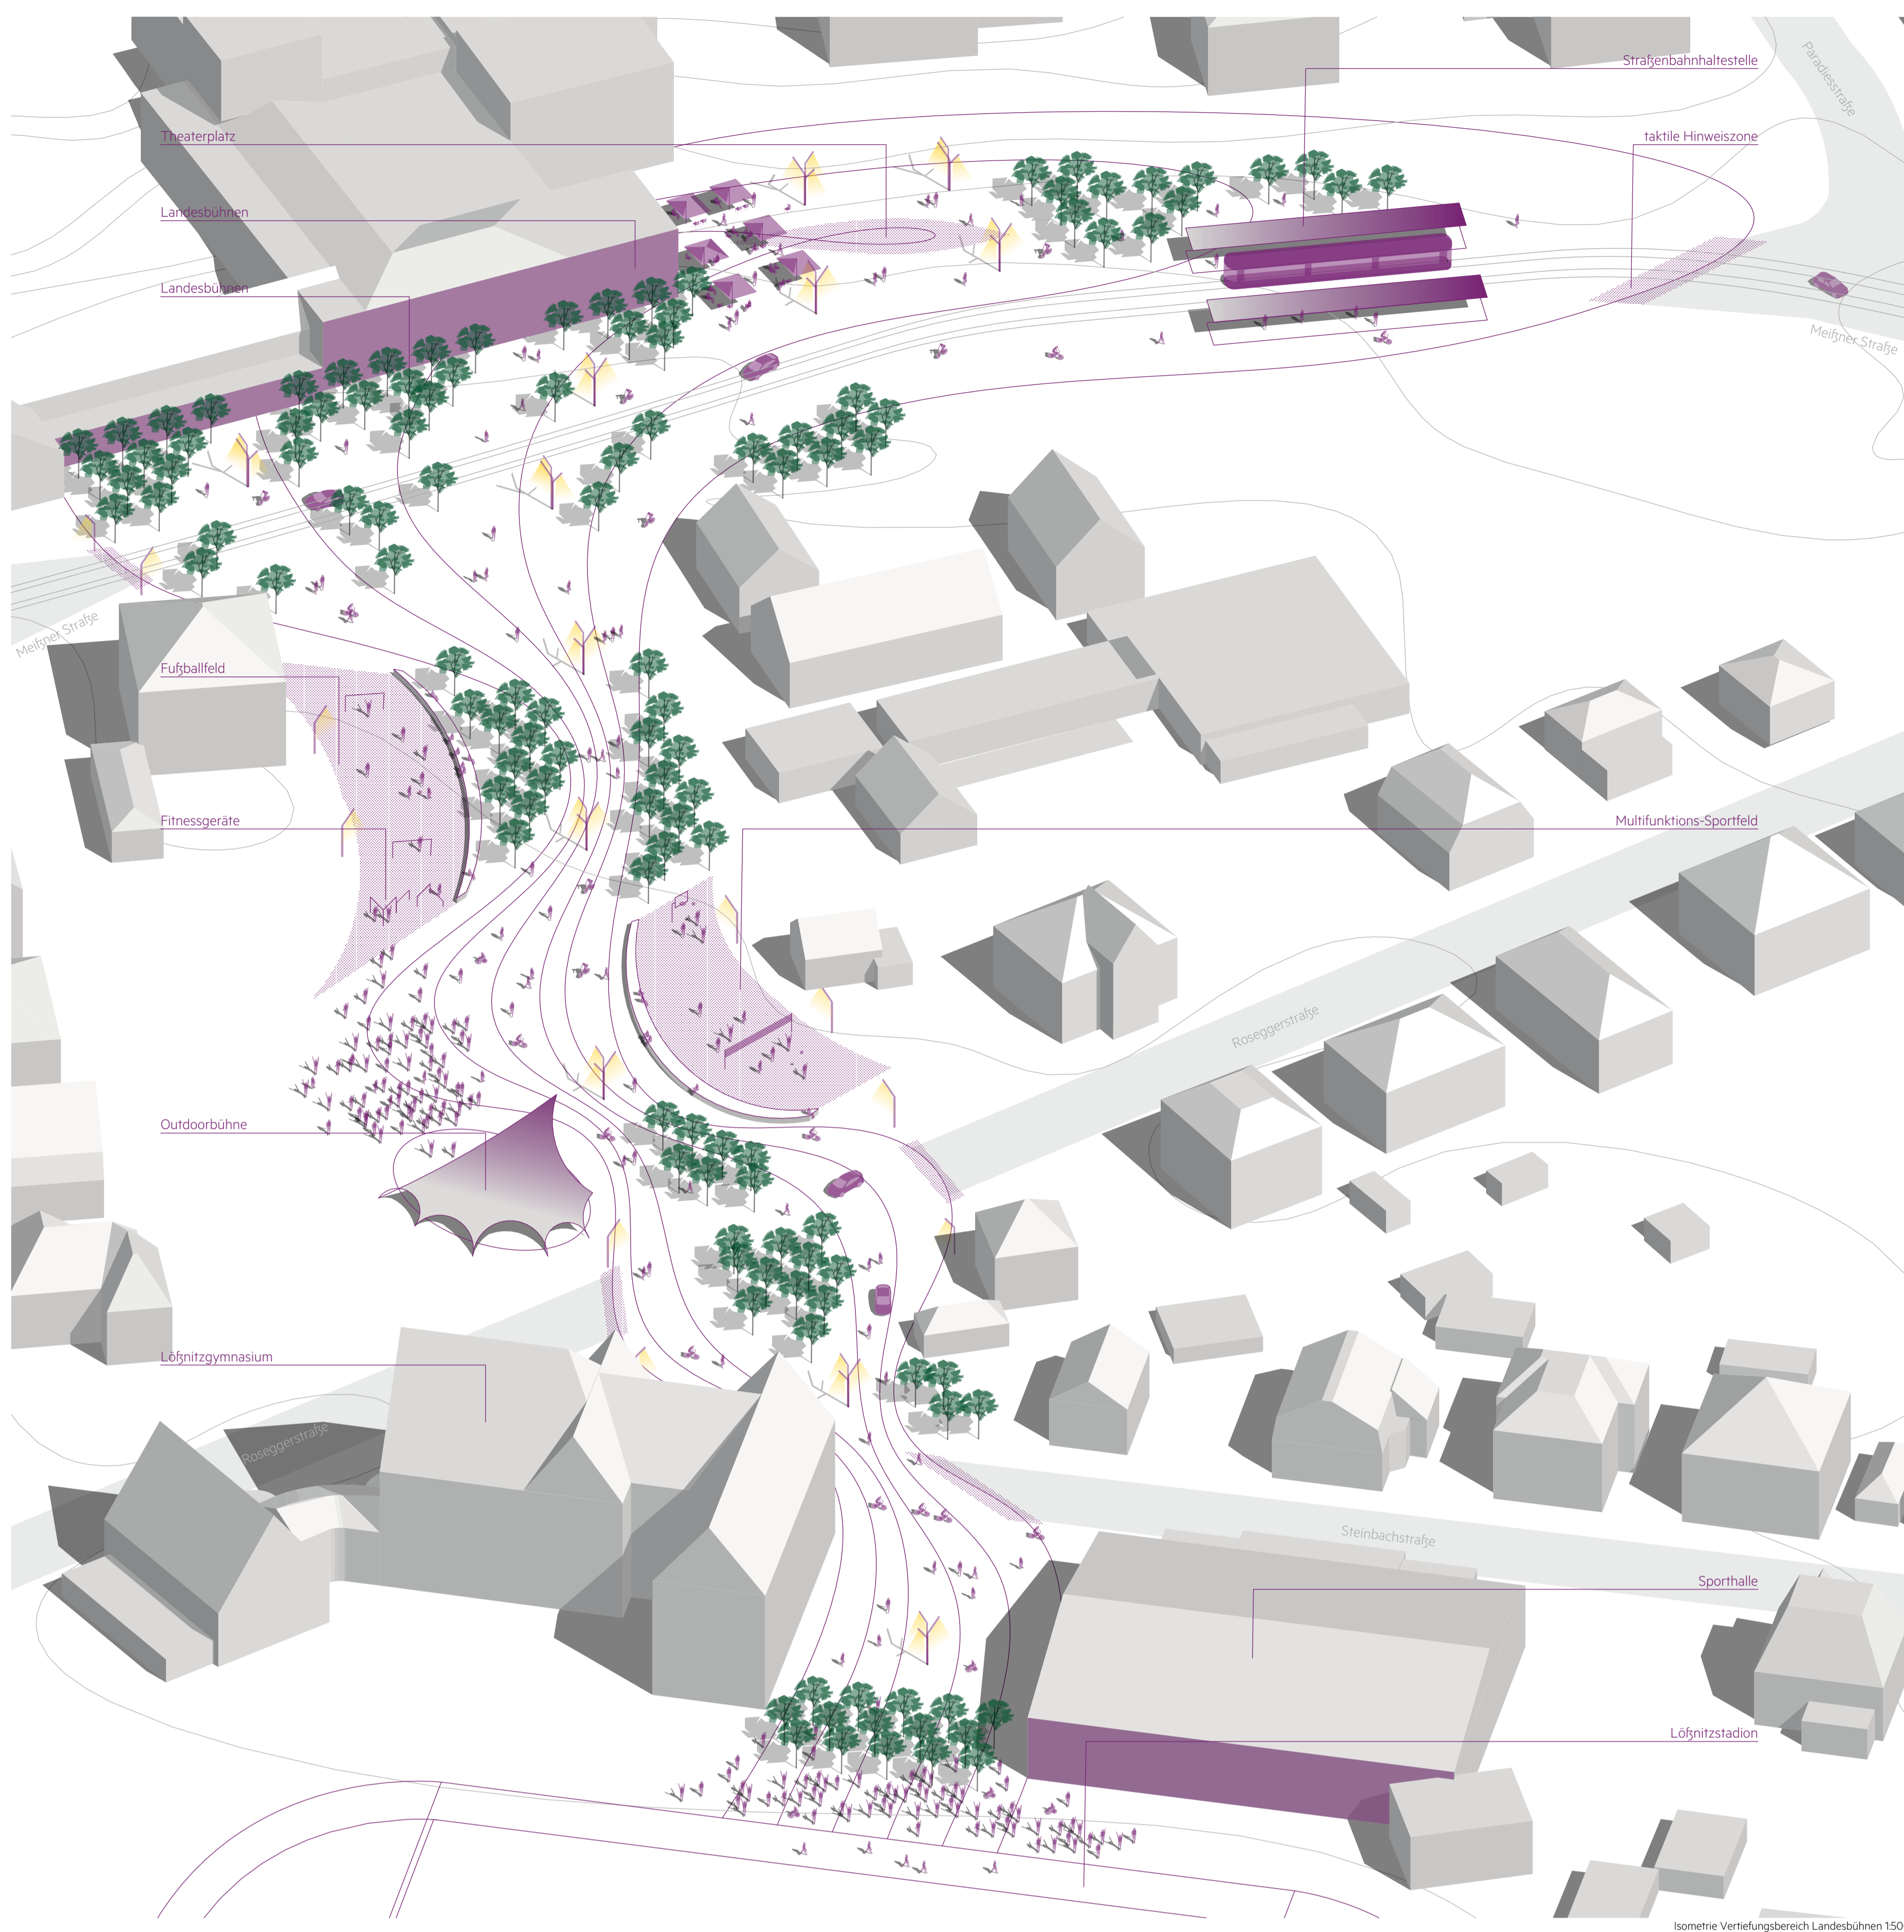 Straßenbahnhaltestelle
Paradiesstraße
Theaterplatz
taktile Hinweiszone
Landesbühnen
Landesbühnen
Meißner Straße
Meißner Straße
Fußballfeld
Fitnessgeräte
Multifunktions-Sportfeld
Roseggerstraße
Outdoorbühne
Lößnitzgymnasium
Roseggerstraße
Steinbachstraße
Sporthalle
Lößnitzstadion
Isometrie Vertiefungsbereich Landesbühnen 1:50